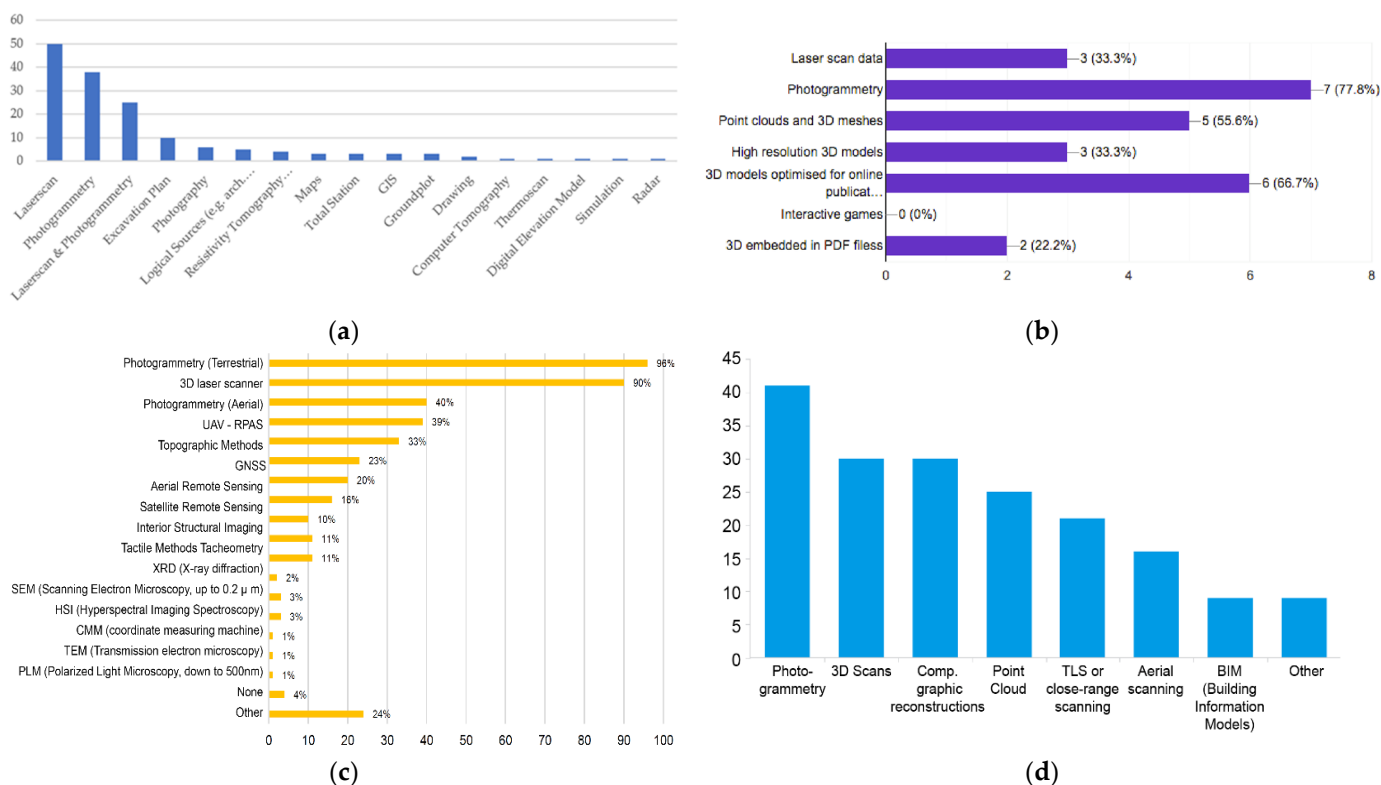 60
50
40
30
20
10
0
Laserscan
Photogrammetry
Laserscan & Photogrammetry
Excavation Plan
Photography
Logical Sources (e.g. arch.…
Resistivity Tomography…
Maps
Total Station
GIS
Groundplot
Drawing
Computer Tomography
Thermoscan
Digital Elevation Model
Simulation
Radar
(a)
Laser scan data
3 (33.3%)
Photogrammetry
7 (77.8%)
Point clouds and 3D meshes
5 (55.6%)
High resolution 3D models
3 (33.3%)
3D models optimised for online
publicat…
6 (66.7%)
Interactive games
0 (0%)
3D embedded in PDF filess
2 (22.2%)
0 2 4 6 8
(b)
Photogrammetry (Terrestrial)
96%
3D laser scanner
90%
Photogrammetry (Aerial)
40%
UAV - RPAS
39%
Topographic Methods
33%
GNSS
23%
Aerial Remote Sensing
20%
Satellite Remote Sensing
16%
Interior Structural Imaging
10%
11%
Tactile Methods Tacheometry
11%
XRD (X-ray diffraction)
2%
SEM (Scanning Electron Microscopy, up to 0.2 µ m)
3%
HSI (Hyperspectral Imaging Spectroscopy)
3%
CMM (coordinate measuring machine)
1%
TEM (Transmission electron microscopy)
1%
PLM (Polarized Light Microscopy, down to 500nm)
1%
None
4%
Other
24%
0 10 20 30 40 50 60 70 80 90 100
(c)
45
40
35
30
25
20
15
10
5
0
Photo-
grammetry
3D Scans
Comp.
graphic
reconstructions
Point
Cloud
TLS or
close-range
scanning
Aerial
scanning
BIM
(Building
Information
Models)
Other
(d)